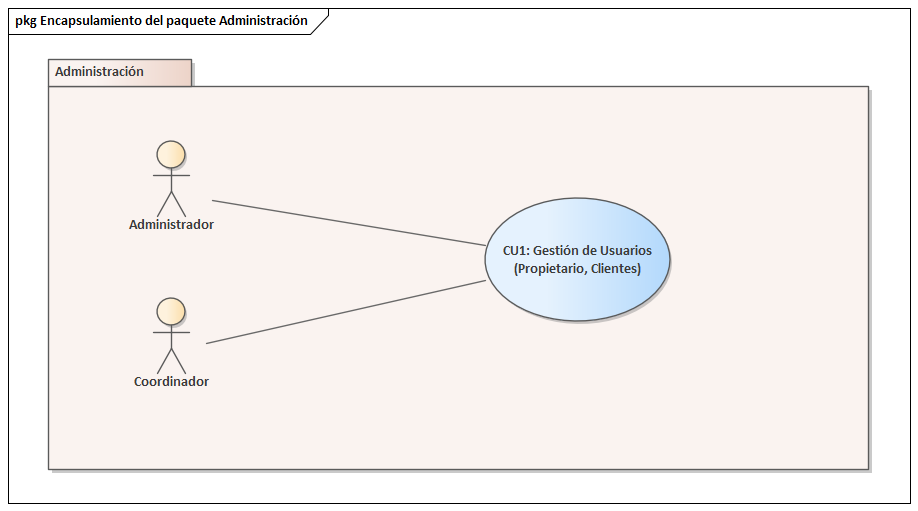 pkg Encapsulamiento del paquete Administración
Administración
Administrador
CU1: Gestión de Usuarios
(Propietario, Clientes)
Coordinador